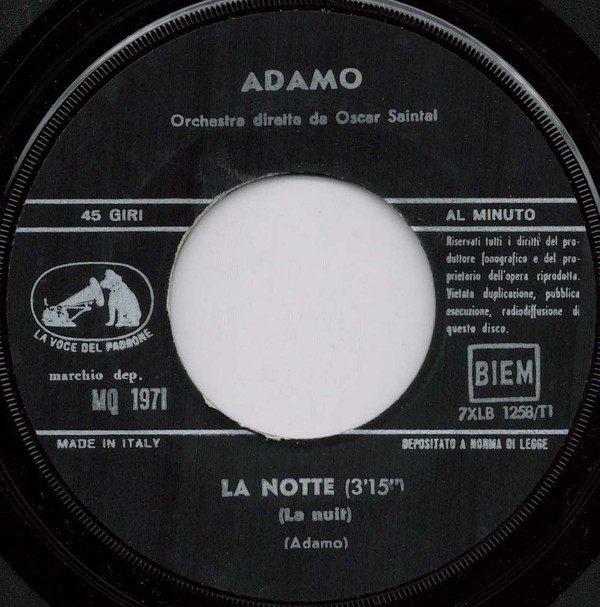 ADAMO
Orchestra diretta da Oscar Saintal
45 GIRI
AL MINUTO
Riservati tutti i diritti del pro-
duttore fonografico e del pro-
prietario dell'opera riprodotta.
Vietata duplicazione, pubblica
esecuzione, radiodiffusione di
questo disco.
LA VOCE DEL PADRONE
marchio dep.
MQ 1971
BIEM
7XLB 1258/T1
MADE IN ITALY
DEPOSITATO A NORMA DI LEGGE
LA NOTTE (3'15")
(La nuit)
(Adamo)